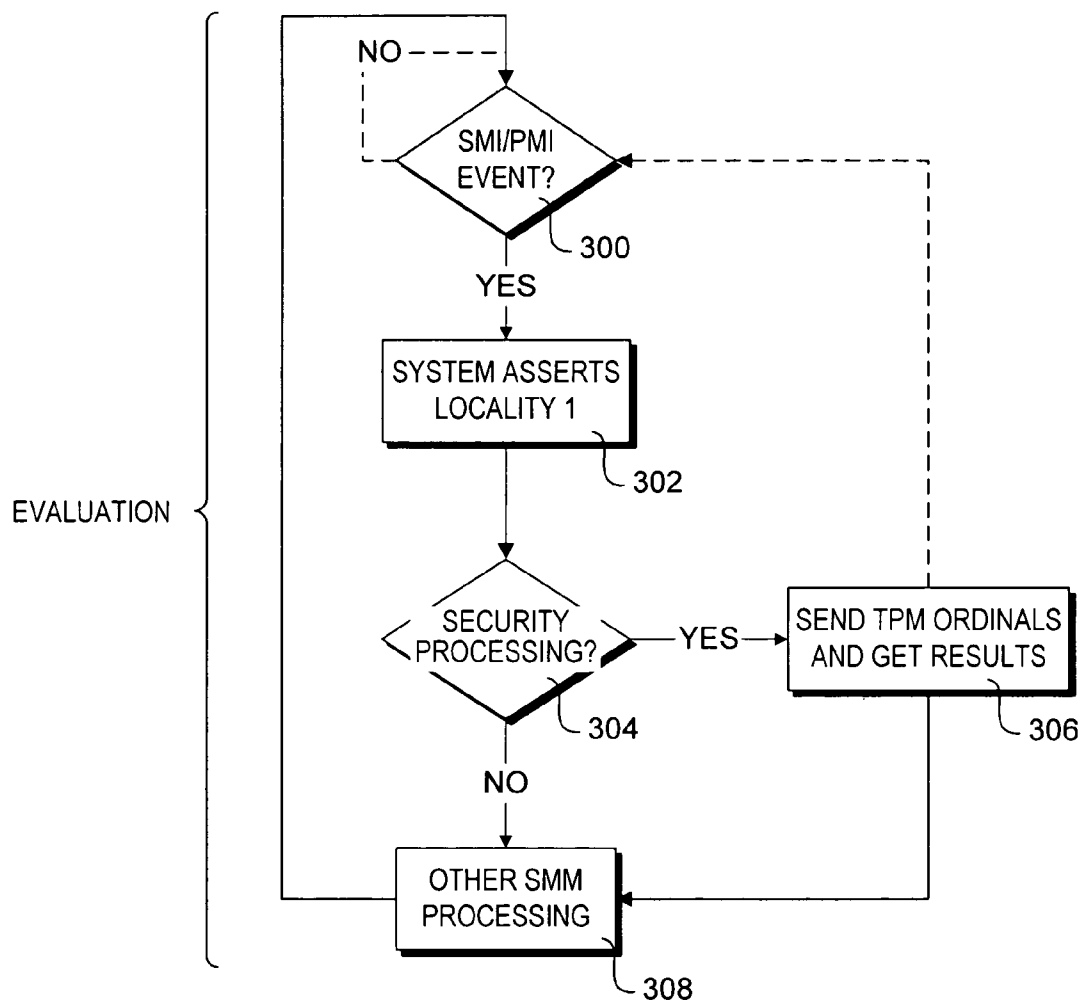 NO
SMI/PMI
EVENT?
300
YES
SYSTEM ASSERTS
LOCALITY 1
302
EVALUATION
SECURITY
PROCESSING?
304
YES
SEND TPM ORDINALS
AND GET RESULTS
306
NO
OTHER SMM
PROCESSING
308